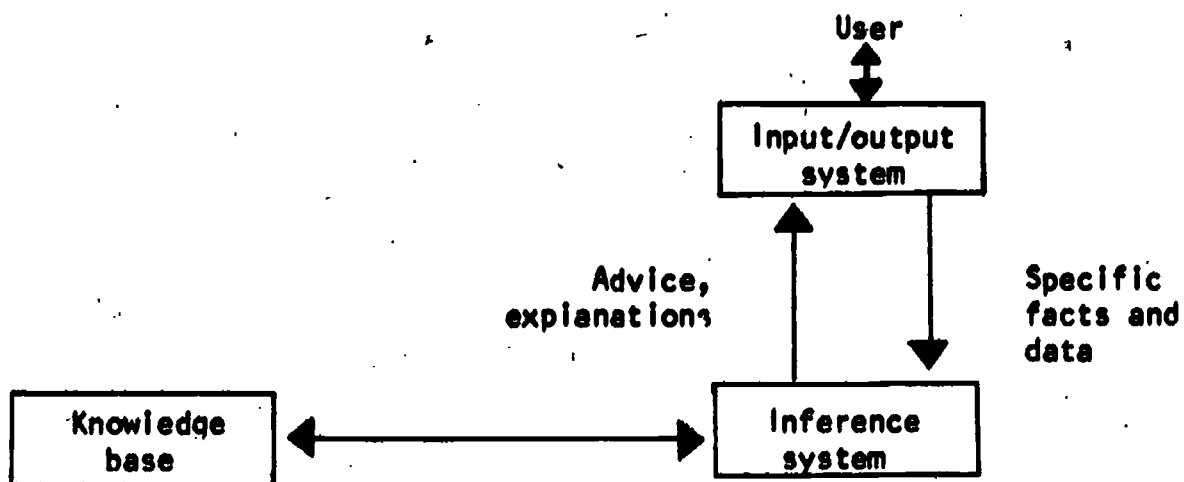 User
Input/output
system
Advice,
explanations
Specific
facts and
data
Knowledge
base
Inference
system